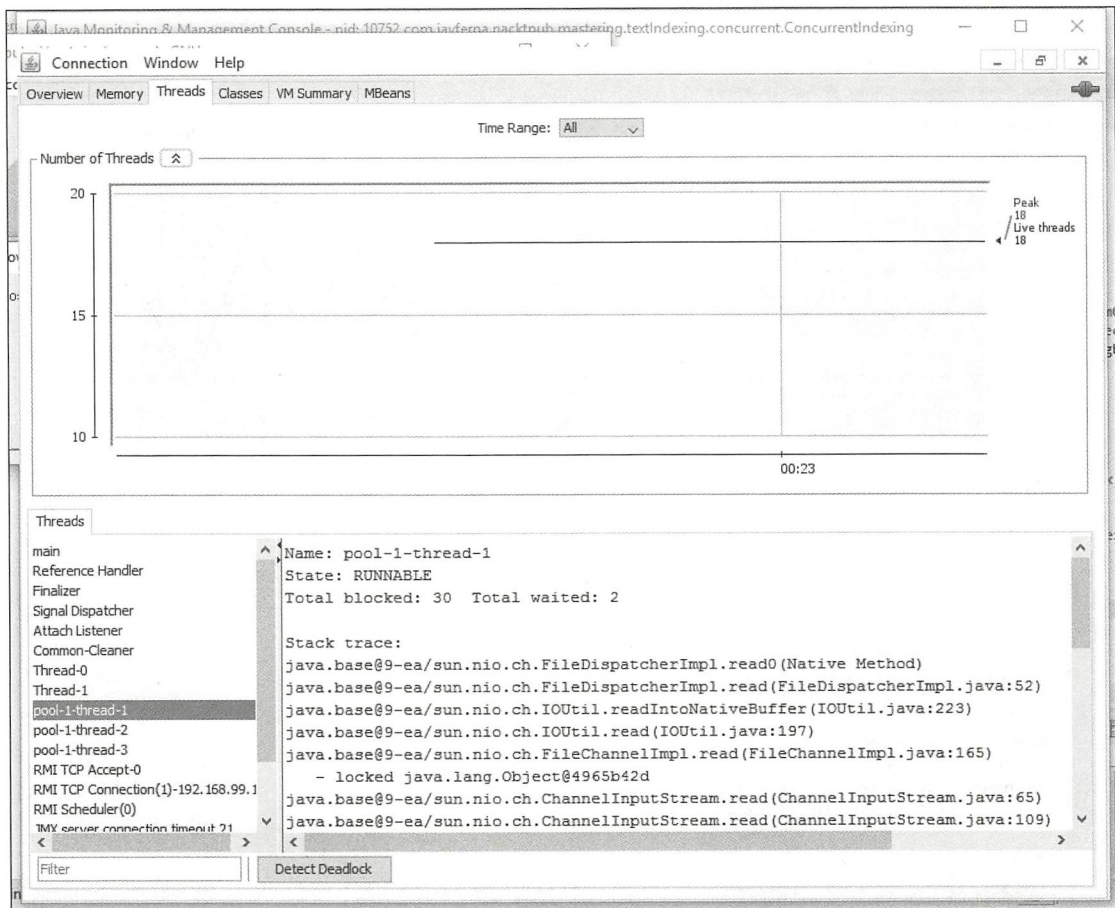 Java Monitoring & Management Console - pid: 10752 com.javferna.packtpub.mastering.textIndexing.concurrent.ConcurrentIndexing
Connection Window Help
Overview Memory Threads Classes VM Summary MBeans
Time Range: All
Number of Threads
20
15
10
Peak
18
Live threads
18
00:23
Threads
main
Reference Handler
Finalizer
Signal Dispatcher
Attach Listener
Common-Cleaner
Thread-0
Thread-1
pool-1-thread-1
pool-1-thread-2
pool-1-thread-3
RMI TCP Accept-0
RMI TCP Connection(1)-192.168.99.1
RMI Scheduler(0)
JMX server connection timeout 21
Name: pool-1-thread-1
State: RUNNABLE
Total blocked: 30 Total waited: 2
Stack trace:
java.base@9-ea/sun.nio.ch.FileDispatcherImpl.read0(Native Method)
java.base@9-ea/sun.nio.ch.FileDispatcherImpl.read(FileDispatcherImpl.java:52)
java.base@9-ea/sun.nio.ch.IOUtil.readIntoNativeBuffer(IOUtil.java:223)
java.base@9-ea/sun.nio.ch.IOUtil.read(IOUtil.java:197)
java.base@9-ea/sun.nio.ch.FileChannelImpl.read(FileChannelImpl.java:165)
- locked java.lang.Object@4965b42d
java.base@9-ea/sun.nio.ch.ChannelInputStream.read(ChannelInputStream.java:65)
java.base@9-ea/sun.nio.ch.ChannelInputStream.read(ChannelInputStream.java:109)
Filter
Detect Deadlock